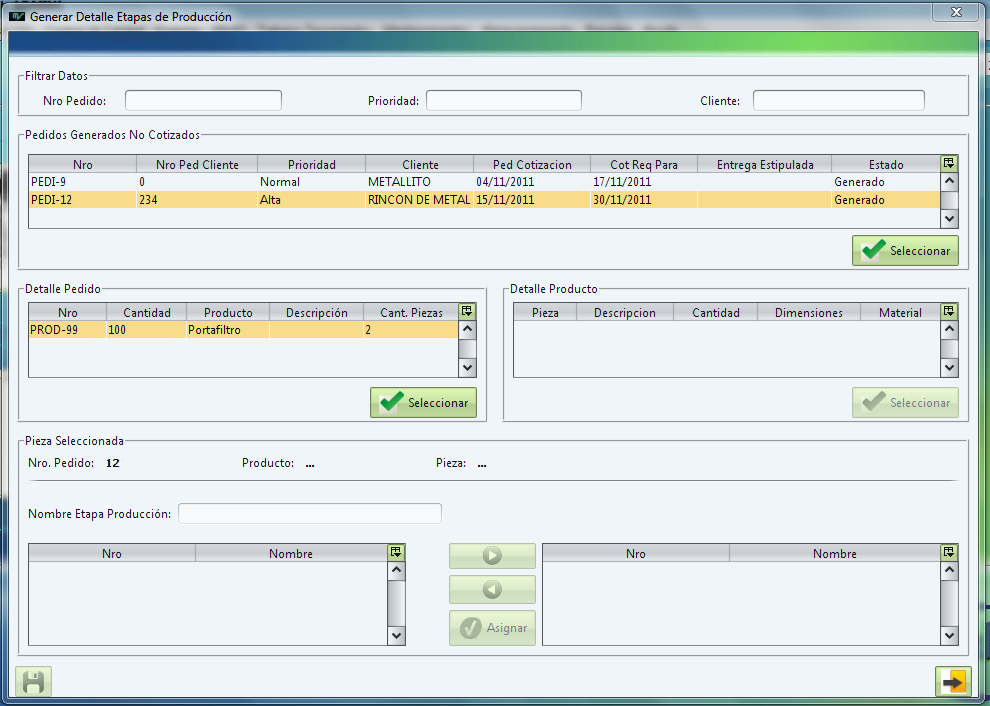 Generar Detalle Etapas de Producción
Filtrar Datos
Nro Pedido: Prioridad: Cliente:
Pedidos Generados No Cotizados
Nro Nro Ped Cliente Prioridad Cliente Ped Cotizacion Cot Req Para Entrega Estipulada Estado
PEDI-9 0 Normal METALLITO 04/11/2011 17/11/2011 Generado
PEDI-12 234 Alta RINCON DE METAL 15/11/2011 30/11/2011 Generado
Seleccionar
Detalle Pedido
Nro Cantidad Producto Descripción Cant. Piezas
PROD-99 100 Portafiltro 2
Seleccionar
Detalle Producto
Pieza Descripcion Cantidad Dimensiones Material
Seleccionar
Pieza Seleccionada
Nro. Pedido: 12 Producto: ... Pieza: ...
Nombre Etapa Producción:
Nro Nombre
Asignar
Nro Nombre